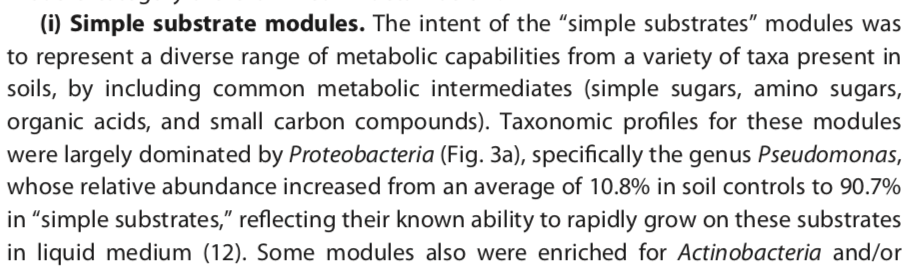 (i) Simple substrate modules. The intent of the “simple substrates” modules was
to represent a diverse range of metabolic capabilities from a variety of taxa present in
soils, by including common metabolic intermediates (simple sugars, amino sugars,
organic acids, and small carbon compounds). Taxonomic profiles for these modules
were largely dominated by Proteobacteria (Fig. 3a), specifically the genus Pseudomonas,
whose relative abundance increased from an average of 10.8% in soil controls to 90.7%
in “simple substrates,” reflecting their known ability to rapidly grow on these substrates
in liquid medium (12). Some modules also were enriched for Actinobacteria and/or